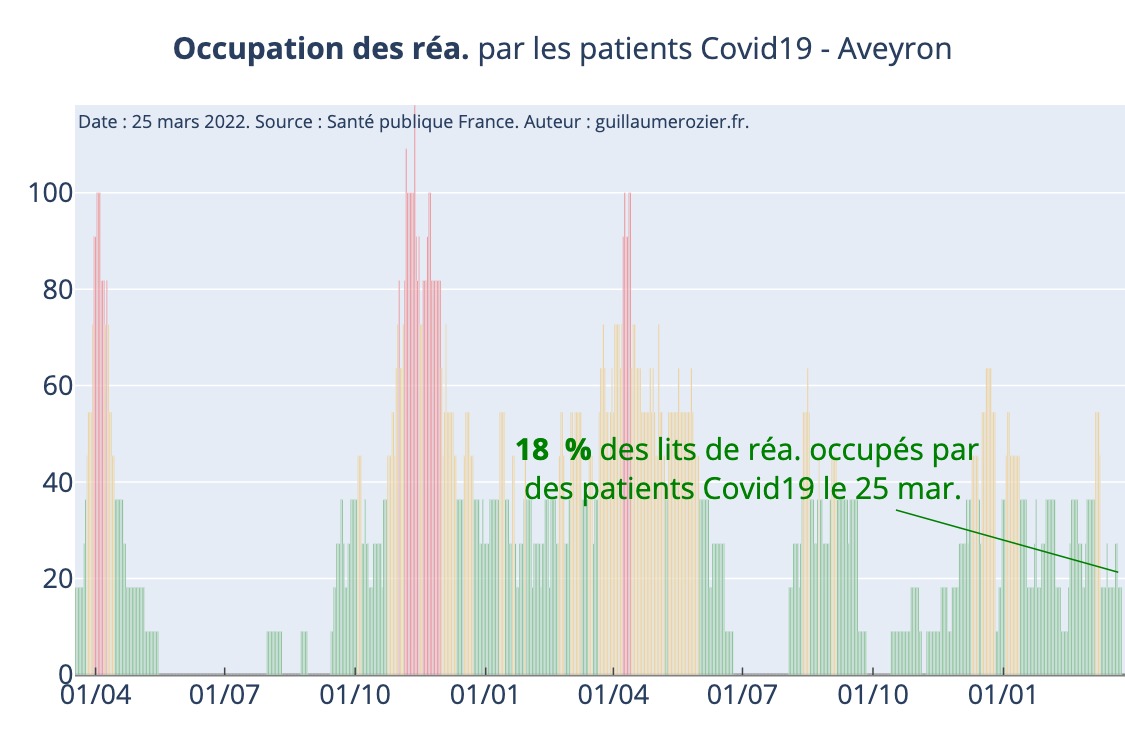 Occupation des réa. par les patients Covid19 - Aveyron
Date : 25 mars 2022. Source : Santé publique France. Auteur : guillaumerozier.fr.
100
80
60
18 % des lits de réa. occupés par
40
des patients Covid19 le 25 mar.
20
0
01/04 01/07 01/10 01/01 01/04 01/07 01/10 01/01